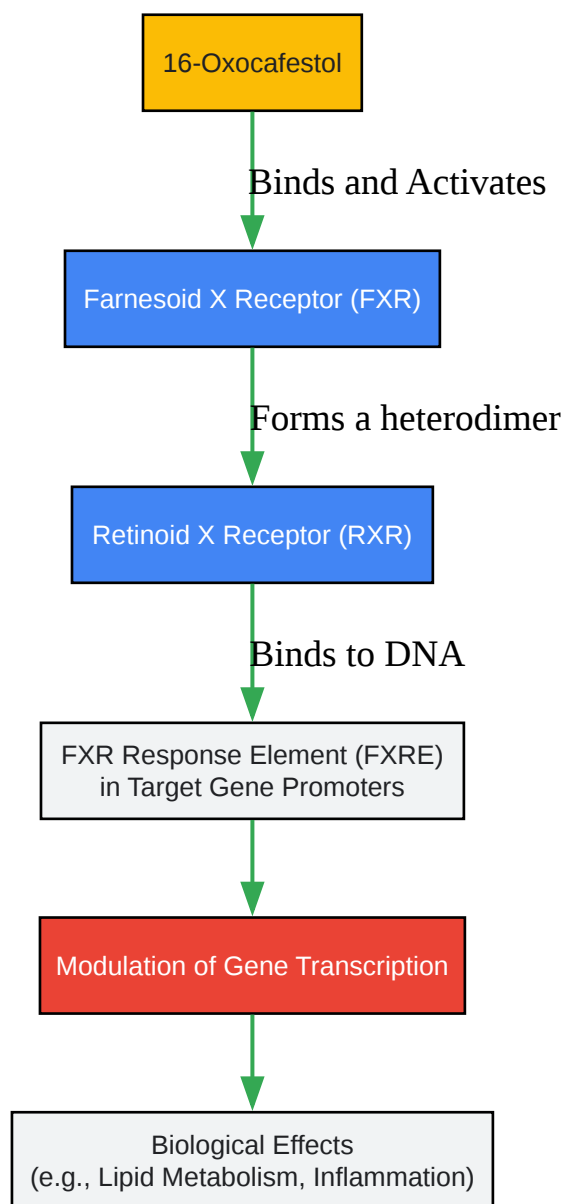 16-Oxocafestol
Binds and Activates
Farnesoid X Receptor (FXR)
Forms a heterodimer
Retinoid X Receptor (RXR)
Binds to DNA
FXR Response Element (FXRE)
in Target Gene Promoters
Modulation of Gene Transcription
Biological Effects
(e.g., Lipid Metabolism, Inflammation)